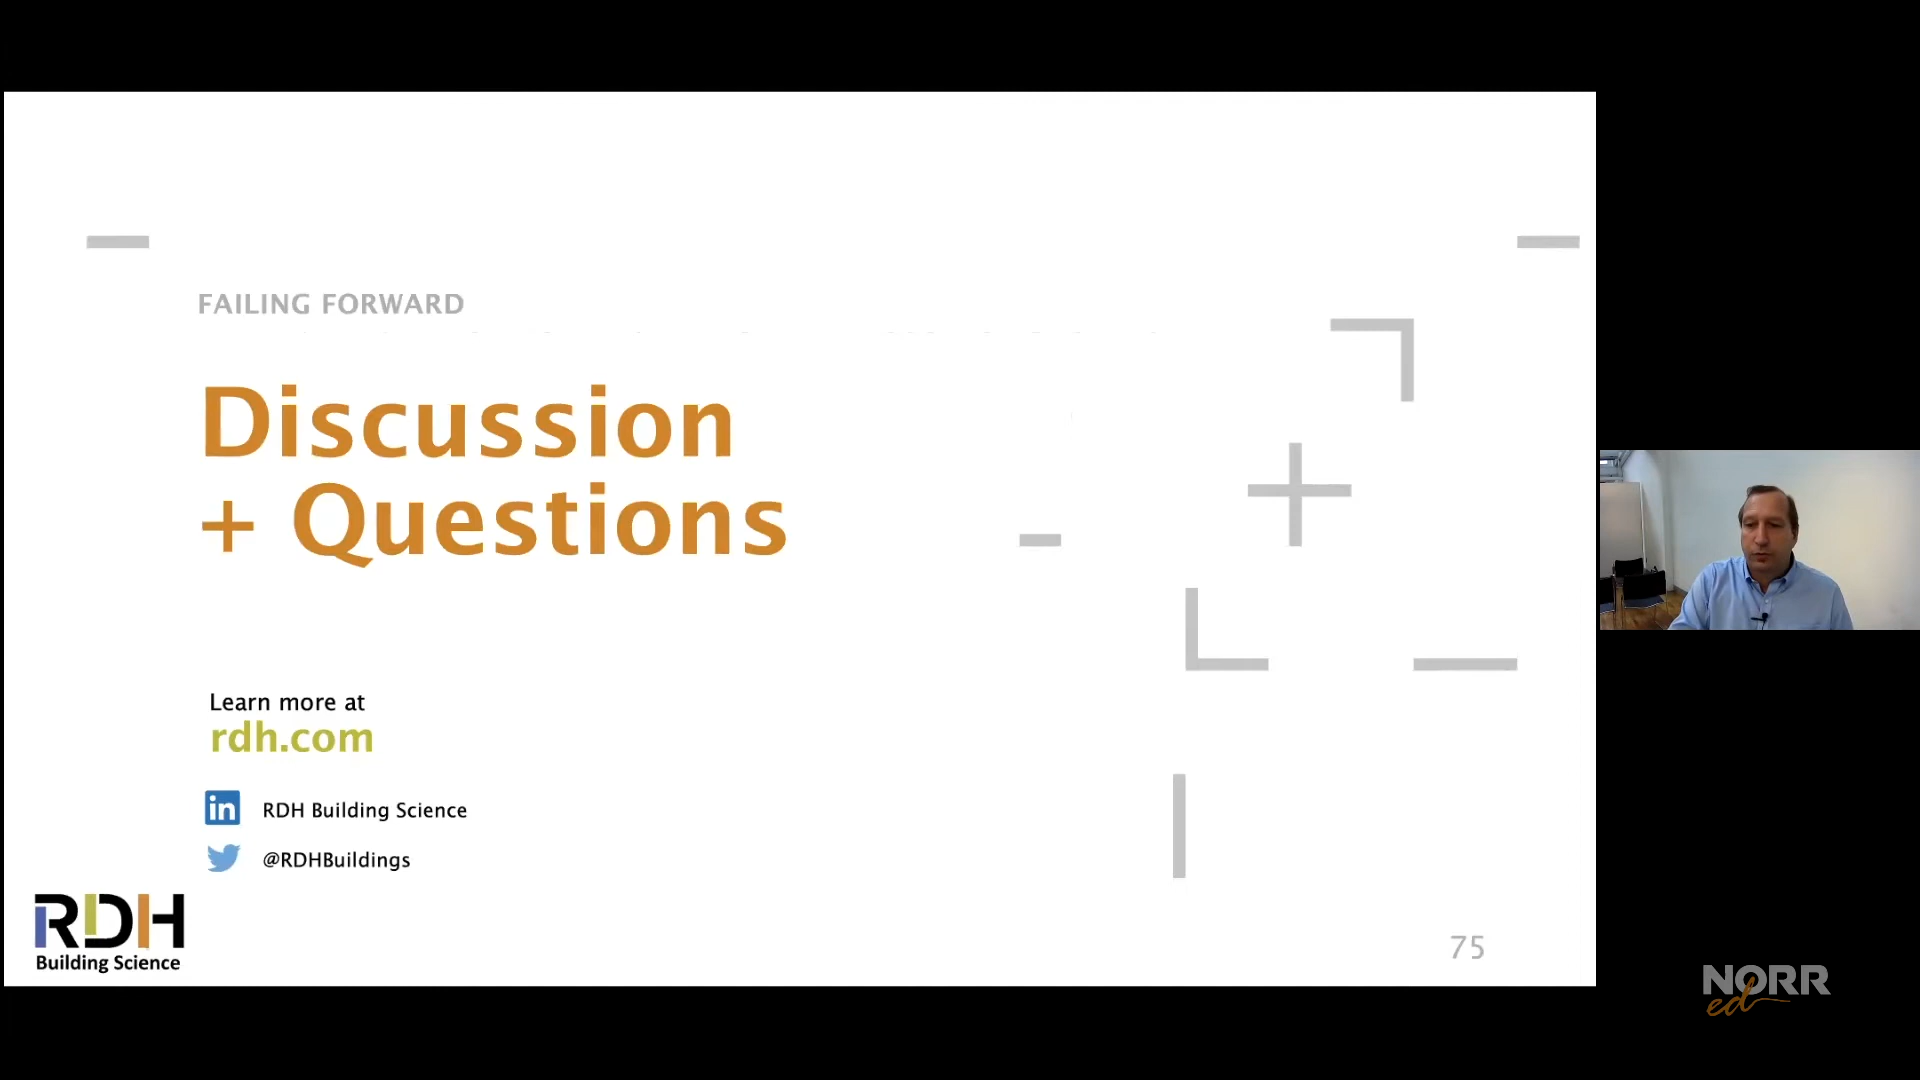 FAILING FORWARD
Discussion
+ Questions
Learn more at
rdh.com
in RDH Building Science
@RDHBuildings
RDH
Building Science
75
NORR
ed